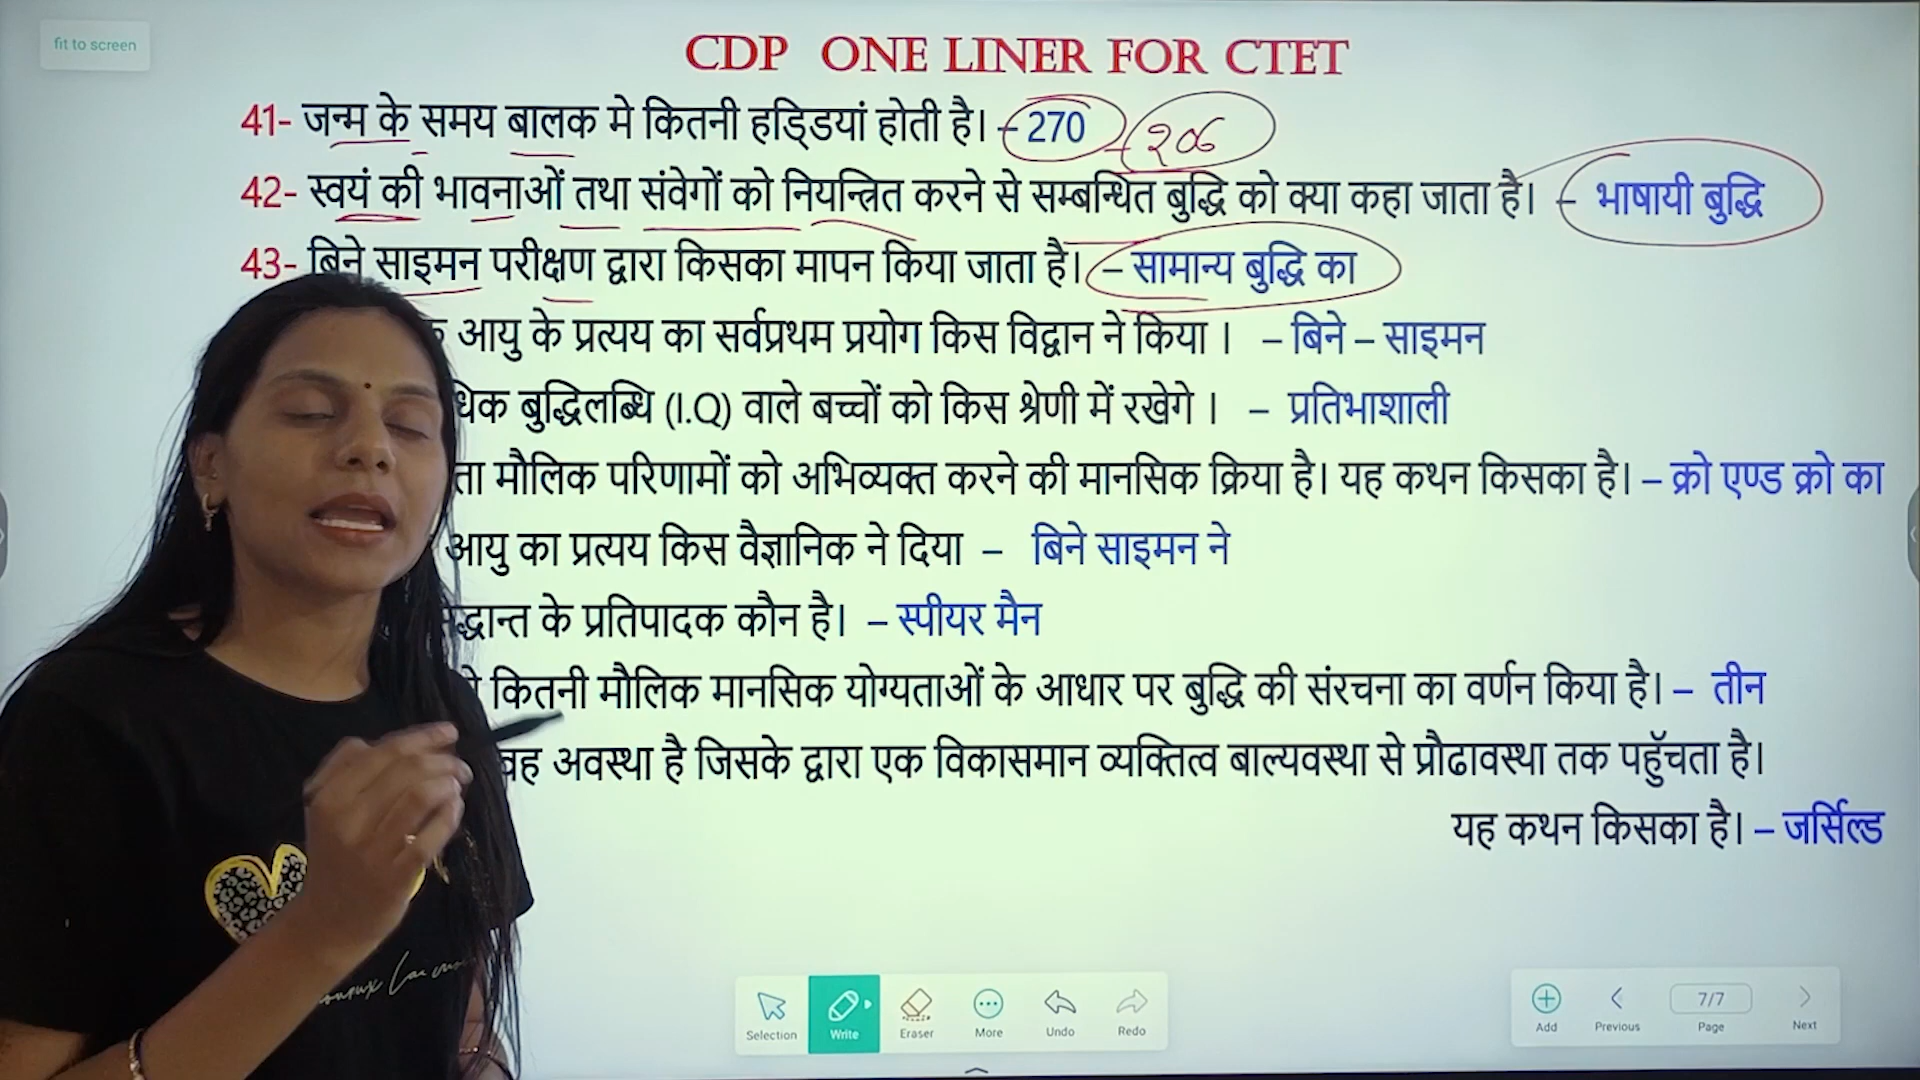 fit to screen
CDP ONE LINER FOR CTET
41- जन्म के समय बालक मे कितनी हड्डियां होती है। – 270 – 206
42- स्वयं की भावनाओं तथा संवेगों को नियन्त्रित करने से सम्बन्धित बुद्धि को क्या कहा जाता है। – भाषायी बुद्धि
43- बिने साइमन परीक्षण द्वारा किसका मापन किया जाता है। – सामान्य बुद्धि का
आयु के प्रत्यय का सर्वप्रथम प्रयोग किस विद्वान ने किया । – बिने – साइमन
बुद्धिलब्धि (I.Q) वाले बच्चों को किस श्रेणी में रखेगे । – प्रतिभाशाली
मौलिक परिणामों को अभिव्यक्त करने की मानसिक क्रिया है। यह कथन किसका है। – क्रो एण्ड क्रो का
आयु का प्रत्यय किस वैज्ञानिक ने दिया – बिने साइमन ने
के प्रतिपादक कौन है। – स्पीयर मैन
कितनी मौलिक मानसिक योग्यताओं के आधार पर बुद्धि की संरचना का वर्णन किया है। – तीन
वह अवस्था है जिसके द्वारा एक विकासमान व्यक्तित्व बाल्यवस्था से प्रौढावस्था तक पहुँचता है।
यह कथन किसका है। – जर्सिल्ड
Selection Write Eraser More Undo Redo
Add Previous 7/7 Page Next